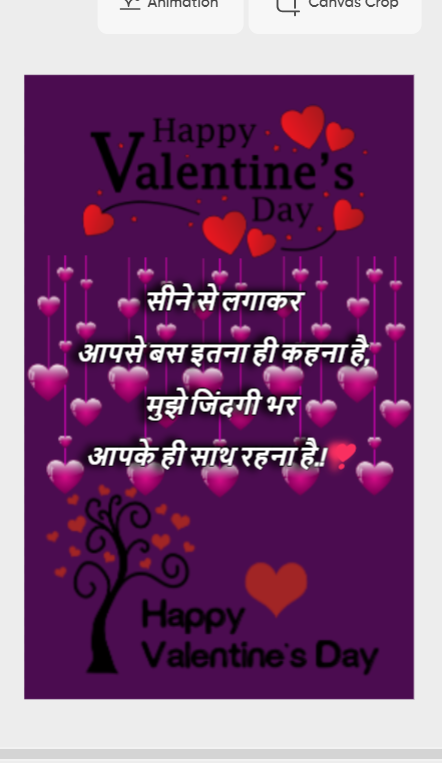 Animation
Canvas Crop
Happy
Valentine's
Day
सीने से लगाकर
आपसे बस इतना ही कहना है,
मुझे जिंदगी भर
आपके ही साथ रहना है.!
Happy
Valentine's Day